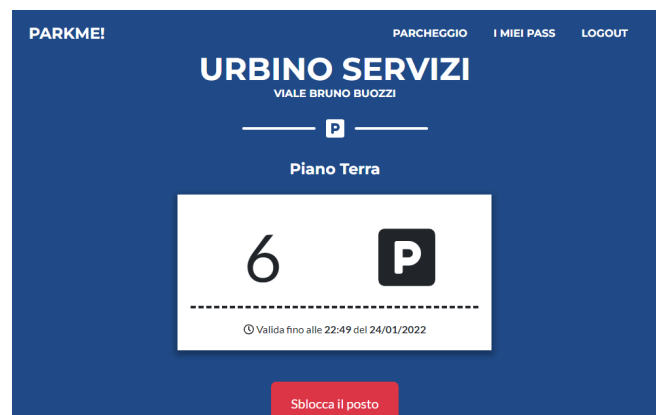 PARKME!
PARCHEGGIO I MIEI PASS LOGOUT
URBINO SERVIZI
VIALE BRUNO BUOZZI
P
Piano Terra
6 P
Valida fino alle 22:49 del 24/01/2022
Sblocca il posto